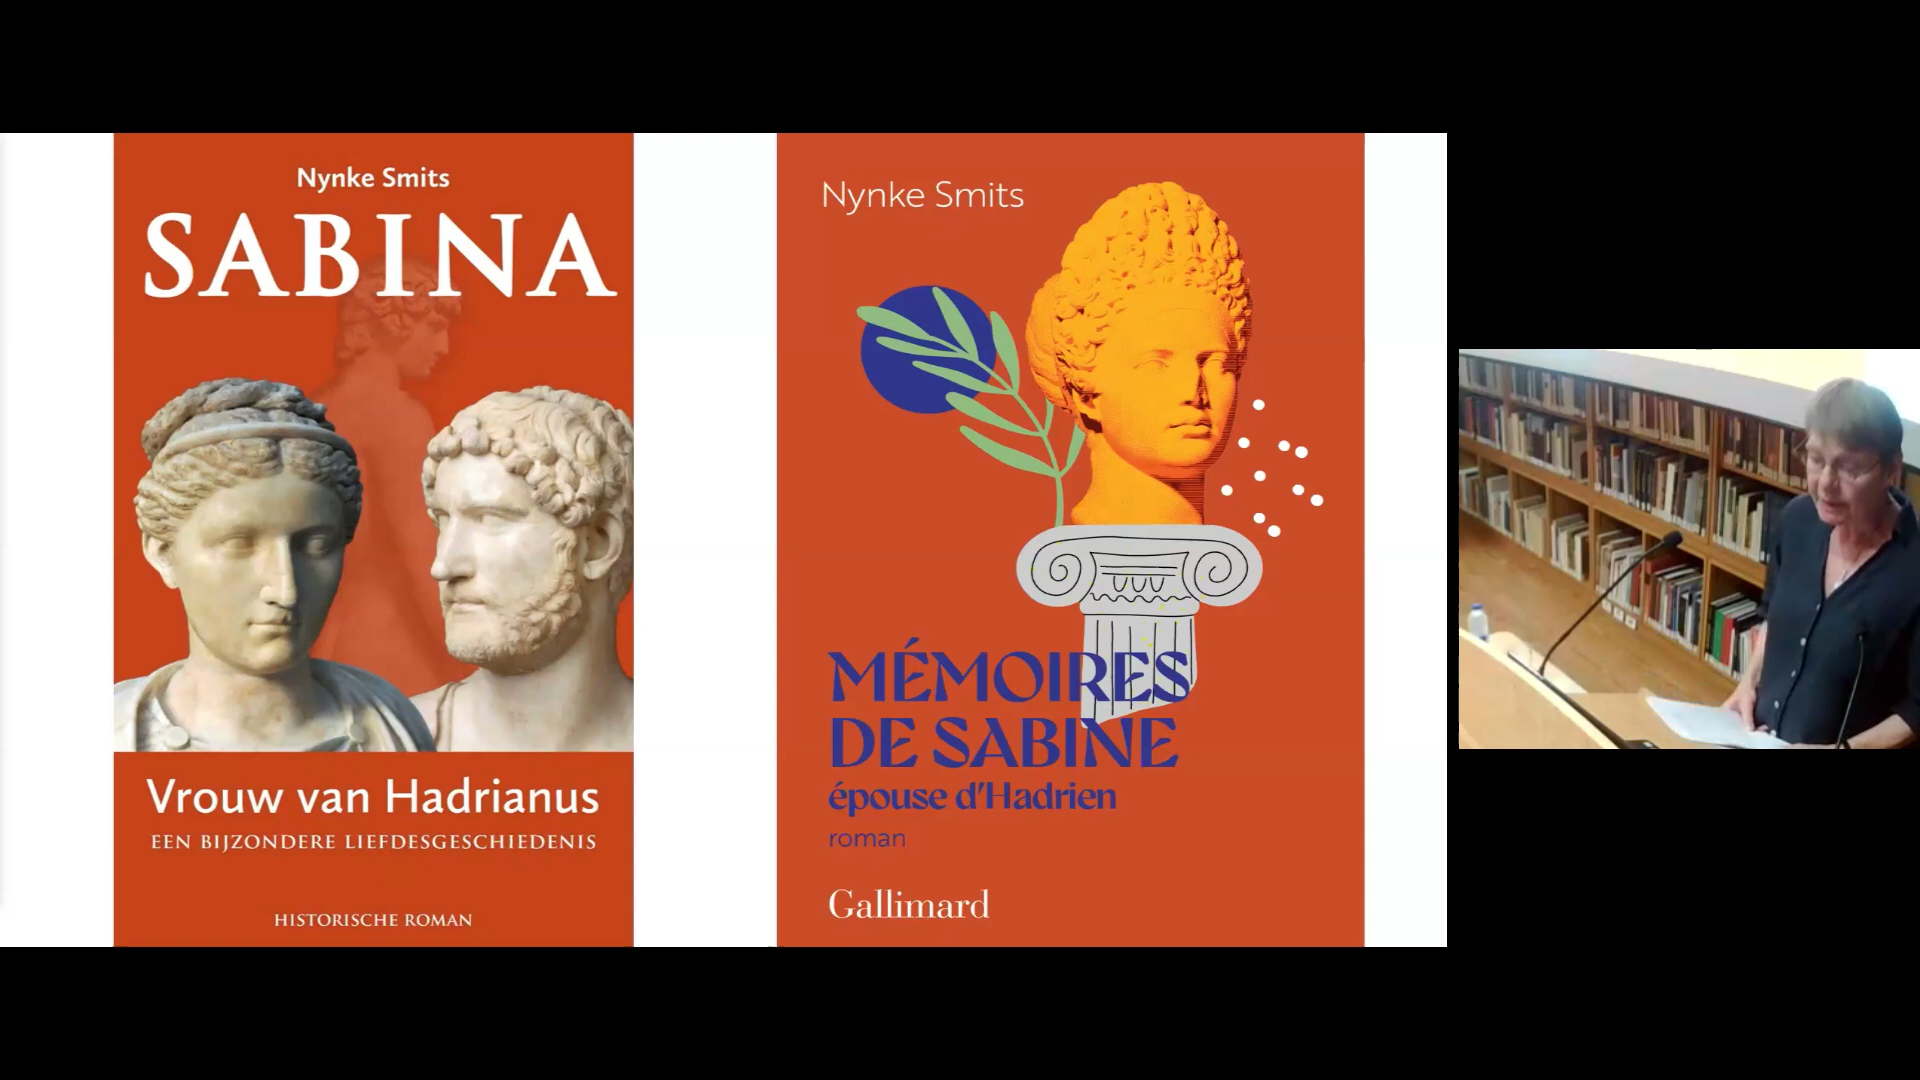 Nynke Smits
SABINA
Vrouw van Hadrianus
EEN BIJZONDERE LIEFDESGESCHIEDENIS
HISTORISCHE ROMAN
Nynke Smits
MÉMOIRES
DE SABINE
épouse d'Hadrien
roman
Gallimard